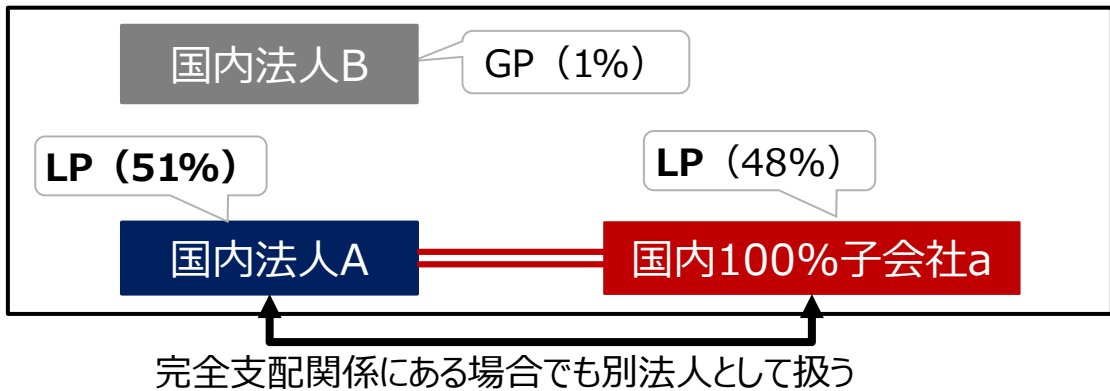 国内法人B
GP（1%）
LP（51%）
LP（48%）
国内法人A
国内100%子会社a
完全支配関係にある場合でも別法人として扱う